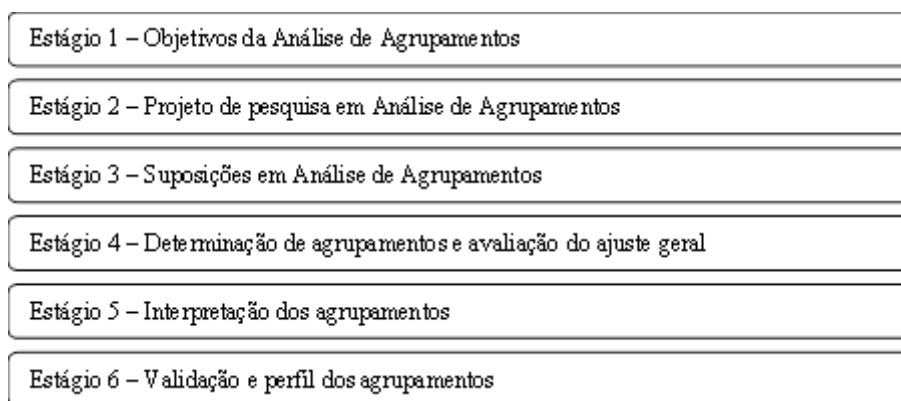 Estágio 1 – Objetivos da Análise de Agrupamentos
Estágio 2 – Projeto de pesquisa em Análise de Agrupamentos
Estágio 3 – Suposições em Análise de Agrupamentos
Estágio 4 – Determinação de agrupamentos e avaliação do ajuste geral
Estágio 5 – Interpretação dos agrupamentos
Estágio 6 – Validação e perfil dos agrupamentos